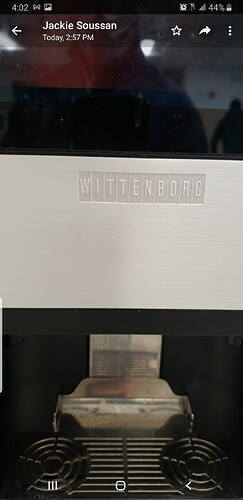 4:02 44%
Jackie Soussan
Today, 2:57 PM
WITTENBORG